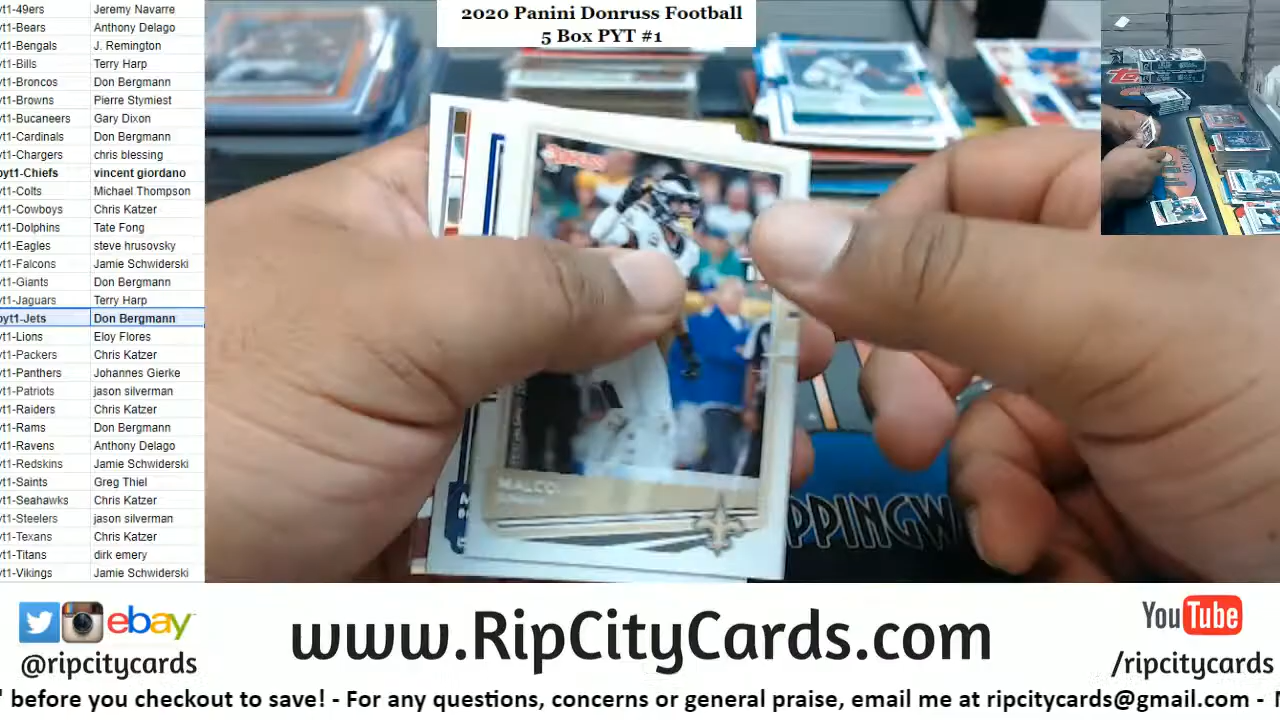 2020 Panini Donruss Football
5 Box PYT #1
yt1-49ers Jeremy Navarre
yt1-Bears Anthony Delago
yt1-Bengals J. Remington
yt1-Bills Terry Harp
yt1-Broncos Don Bergmann
yt1-Browns Pierre Stymiest
yt1-Bucaneers Gary Dixon
yt1-Cardinals Don Bergmann
yt1-Chargers chris blessing
pyt1-Chiefs vincent giordano
yt1-Colts Michael Thompson
yt1-Cowboys Chris Katzer
yt1-Dolphins Tate Fong
yt1-Eagles steve hrusovsky
yt1-Falcons Jamie Schwiderski
yt1-Giants Don Bergmann
yt1-Jaguars Terry Harp
pyt1-Jets Don Bergmann
yt1-Lions Eloy Flores
yt1-Packers Chris Katzer
yt1-Panthers Johannes Gierke
yt1-Patriots jason silverman
yt1-Raiders Chris Katzer
yt1-Rams Don Bergmann
yt1-Ravens Anthony Delago
yt1-Redskins Jamie Schwiderski
yt1-Saints Greg Thiel
yt1-Seahawks Chris Katzer
yt1-Steelers jason silverman
yt1-Texans Chris Katzer
yt1-Titans dirk emery
yt1-Vikings Jamie Schwiderski
DONRUSS
MALCO
PPINGW
ebay
@ripcitycards
www.RipCityCards.com
YouTube
/ripcitycards
' before you checkout to save! - For any questions, concerns or general praise, email me at ripcitycards@gmail.com -